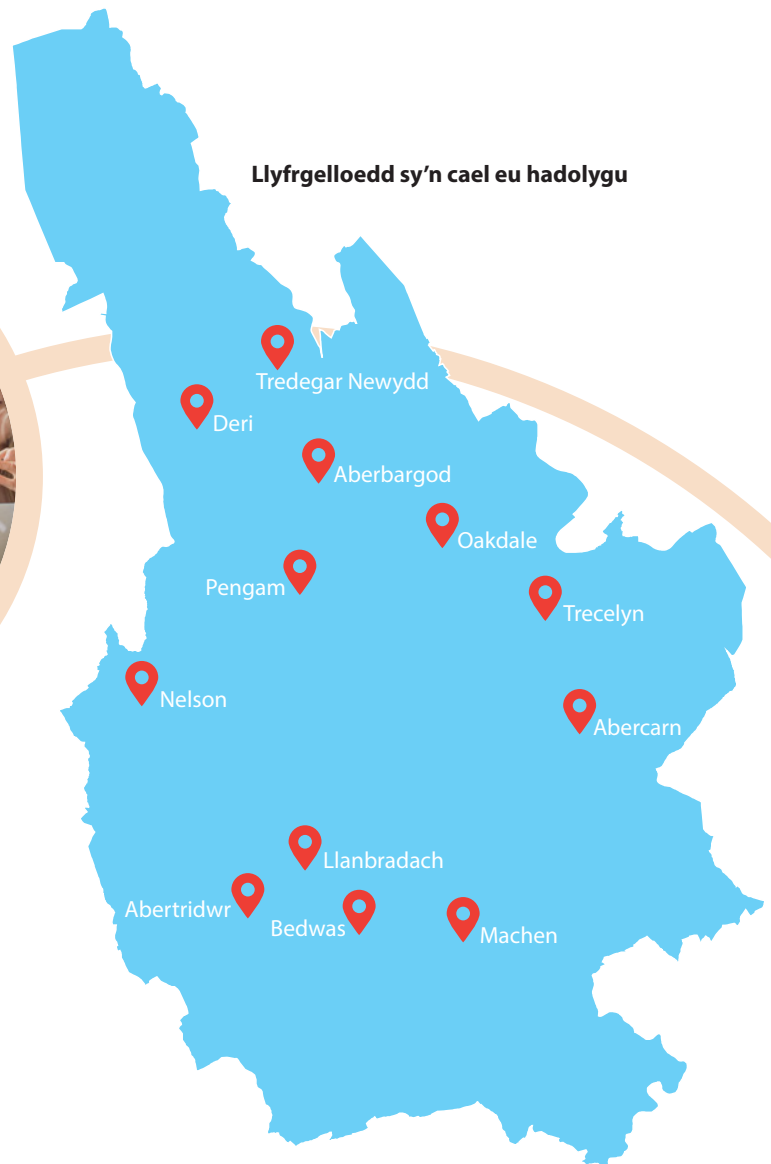 Llyfrgelloedd sy'n cael eu hadolygu
Tredegar Newydd
Deri
Aberbargod
Oakdale
Pengam
Trecelyn
Nelson
Abercarn
Llanbradach
Abertridwr
Bedwas
Machen